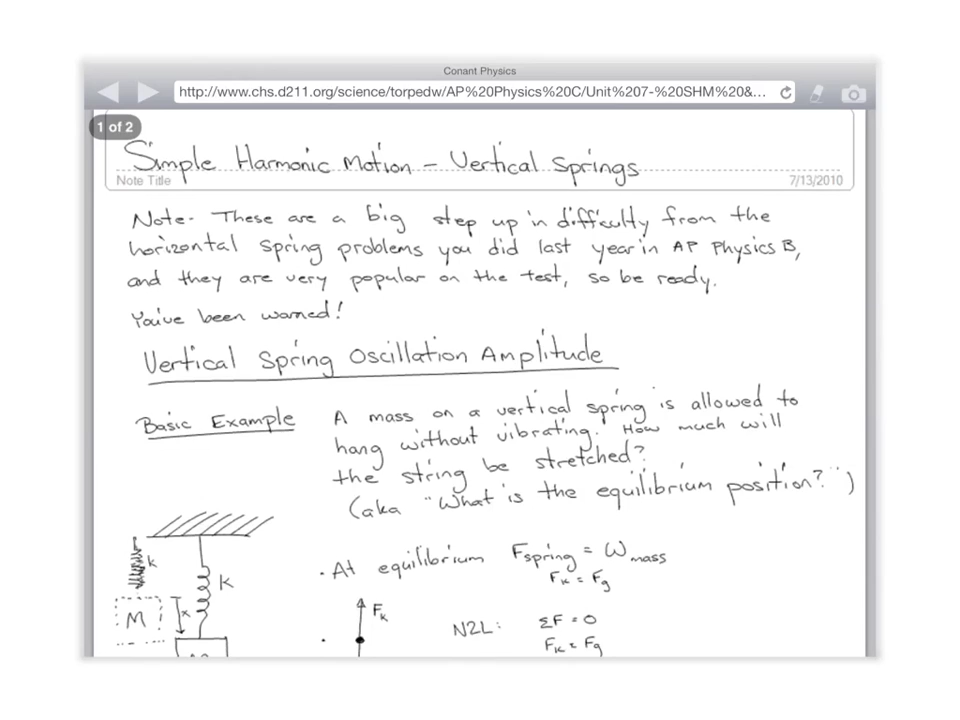 Conant Physics
http://www.chs.d211.org/science/torpedw/AP%20Physics%20C/Unit%207-%20SHM%20&...
1 of 2
Simple Harmonic Motion – Vertical Springs
Note Title
7/13/2010
Note- These are a big step up in difficulty from the
horizontal spring problems you did last year in AP Physics B,
and they are very popular on the test, so be ready.
You've been warned!
Vertical Spring Oscillation Amplitude
Basic Example
A mass on a vertical spring is allowed to
hang without vibrating. How much will
the string be stretched?
(aka "What is the equilibrium position?")
k
K
M
x
· At equilibrium Fspring = Wmass
Fk = Fg
Fk
N2L: ΣF = 0
Fk = Fg